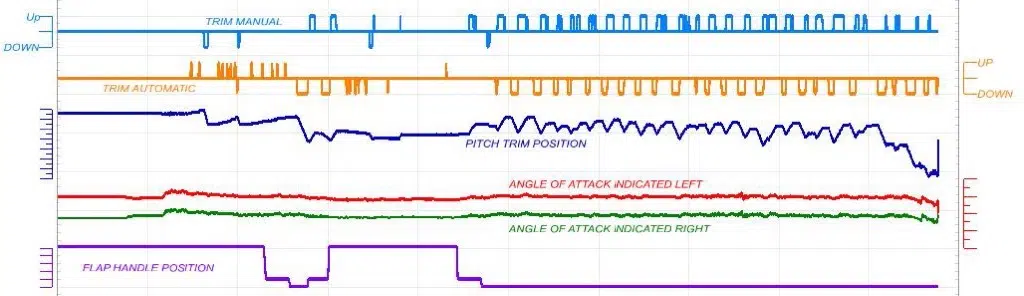 Up
TRIM MANUAL
DOWN
UP
TRIM AUTOMATIC
DOWN
PITCH TRIM POSITION
ANGLE OF ATTACK INDICATED LEFT
ANGLE OF ATTACK INDICATED RIGHT
FLAP HANDLE POSITION